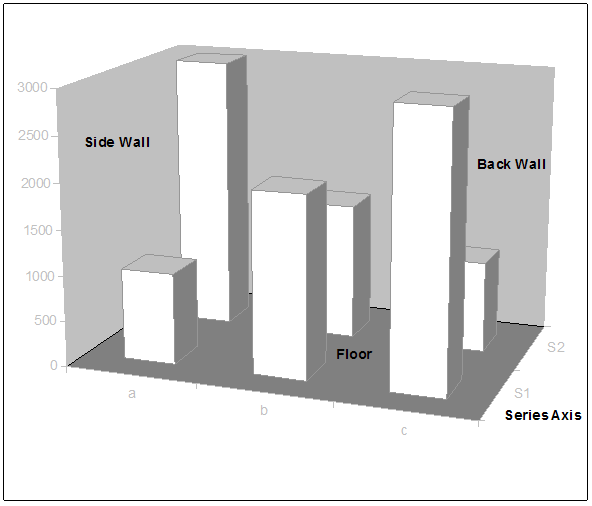 3000
2500
2000
1500
1000
500
0
Side Wall
Back Wall
Floor
a
b
c
S1
S2
Series Axis